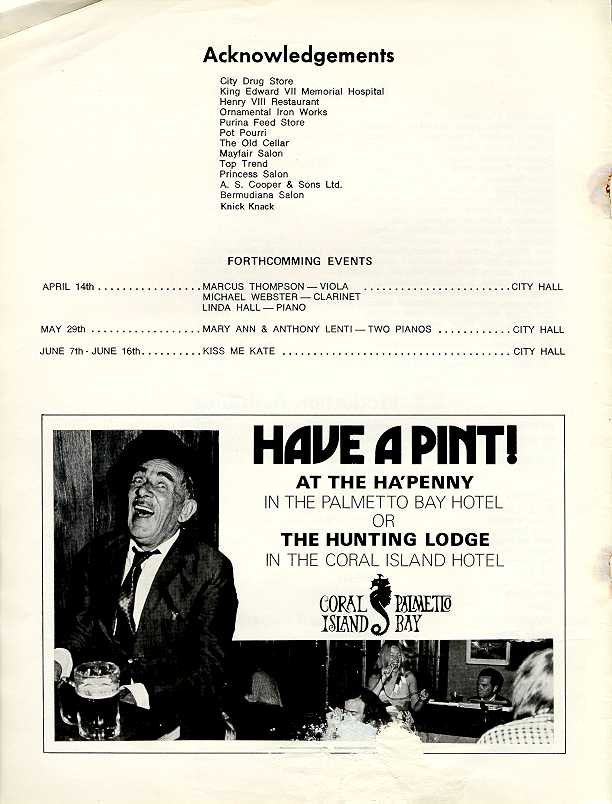 Acknowledgements
City Drug Store
King Edward VII Memorial Hospital
Henry VIII Restaurant
Ornamental Iron Works
Purina Feed Store
Pot Pourri
The Old Cellar
Mayfair Salon
Top Trend
Princess Salon
A. S. Cooper & Sons Ltd.
Bermudiana Salon
Knick Knack
FORTHCOMMING EVENTS
APRIL 14th . . . . . . . . . . . . . . . . . MARCUS THOMPSON — VIOLA . . . . . . . . . . . . . . . . . . . . . . . . CITY HALL
MICHAEL WEBSTER — CLARINET
LINDA HALL — PIANO
MAY 29th . . . . . . . . . . . . . . . . . . MARY ANN & ANTHONY LENTI — TWO PIANOS . . . . . . . . . . . . CITY HALL
JUNE 7th - JUNE 16th . . . . . . . . . . KISS ME KATE . . . . . . . . . . . . . . . . . . . . . . . . . . . . . . . . . . . . . . CITY HALL
HAVE A PINT!
AT THE HA'PENNY
IN THE PALMETTO BAY HOTEL
OR
THE HUNTING LODGE
IN THE CORAL ISLAND HOTEL
CORAL PALMETTO
ISLAND BAY